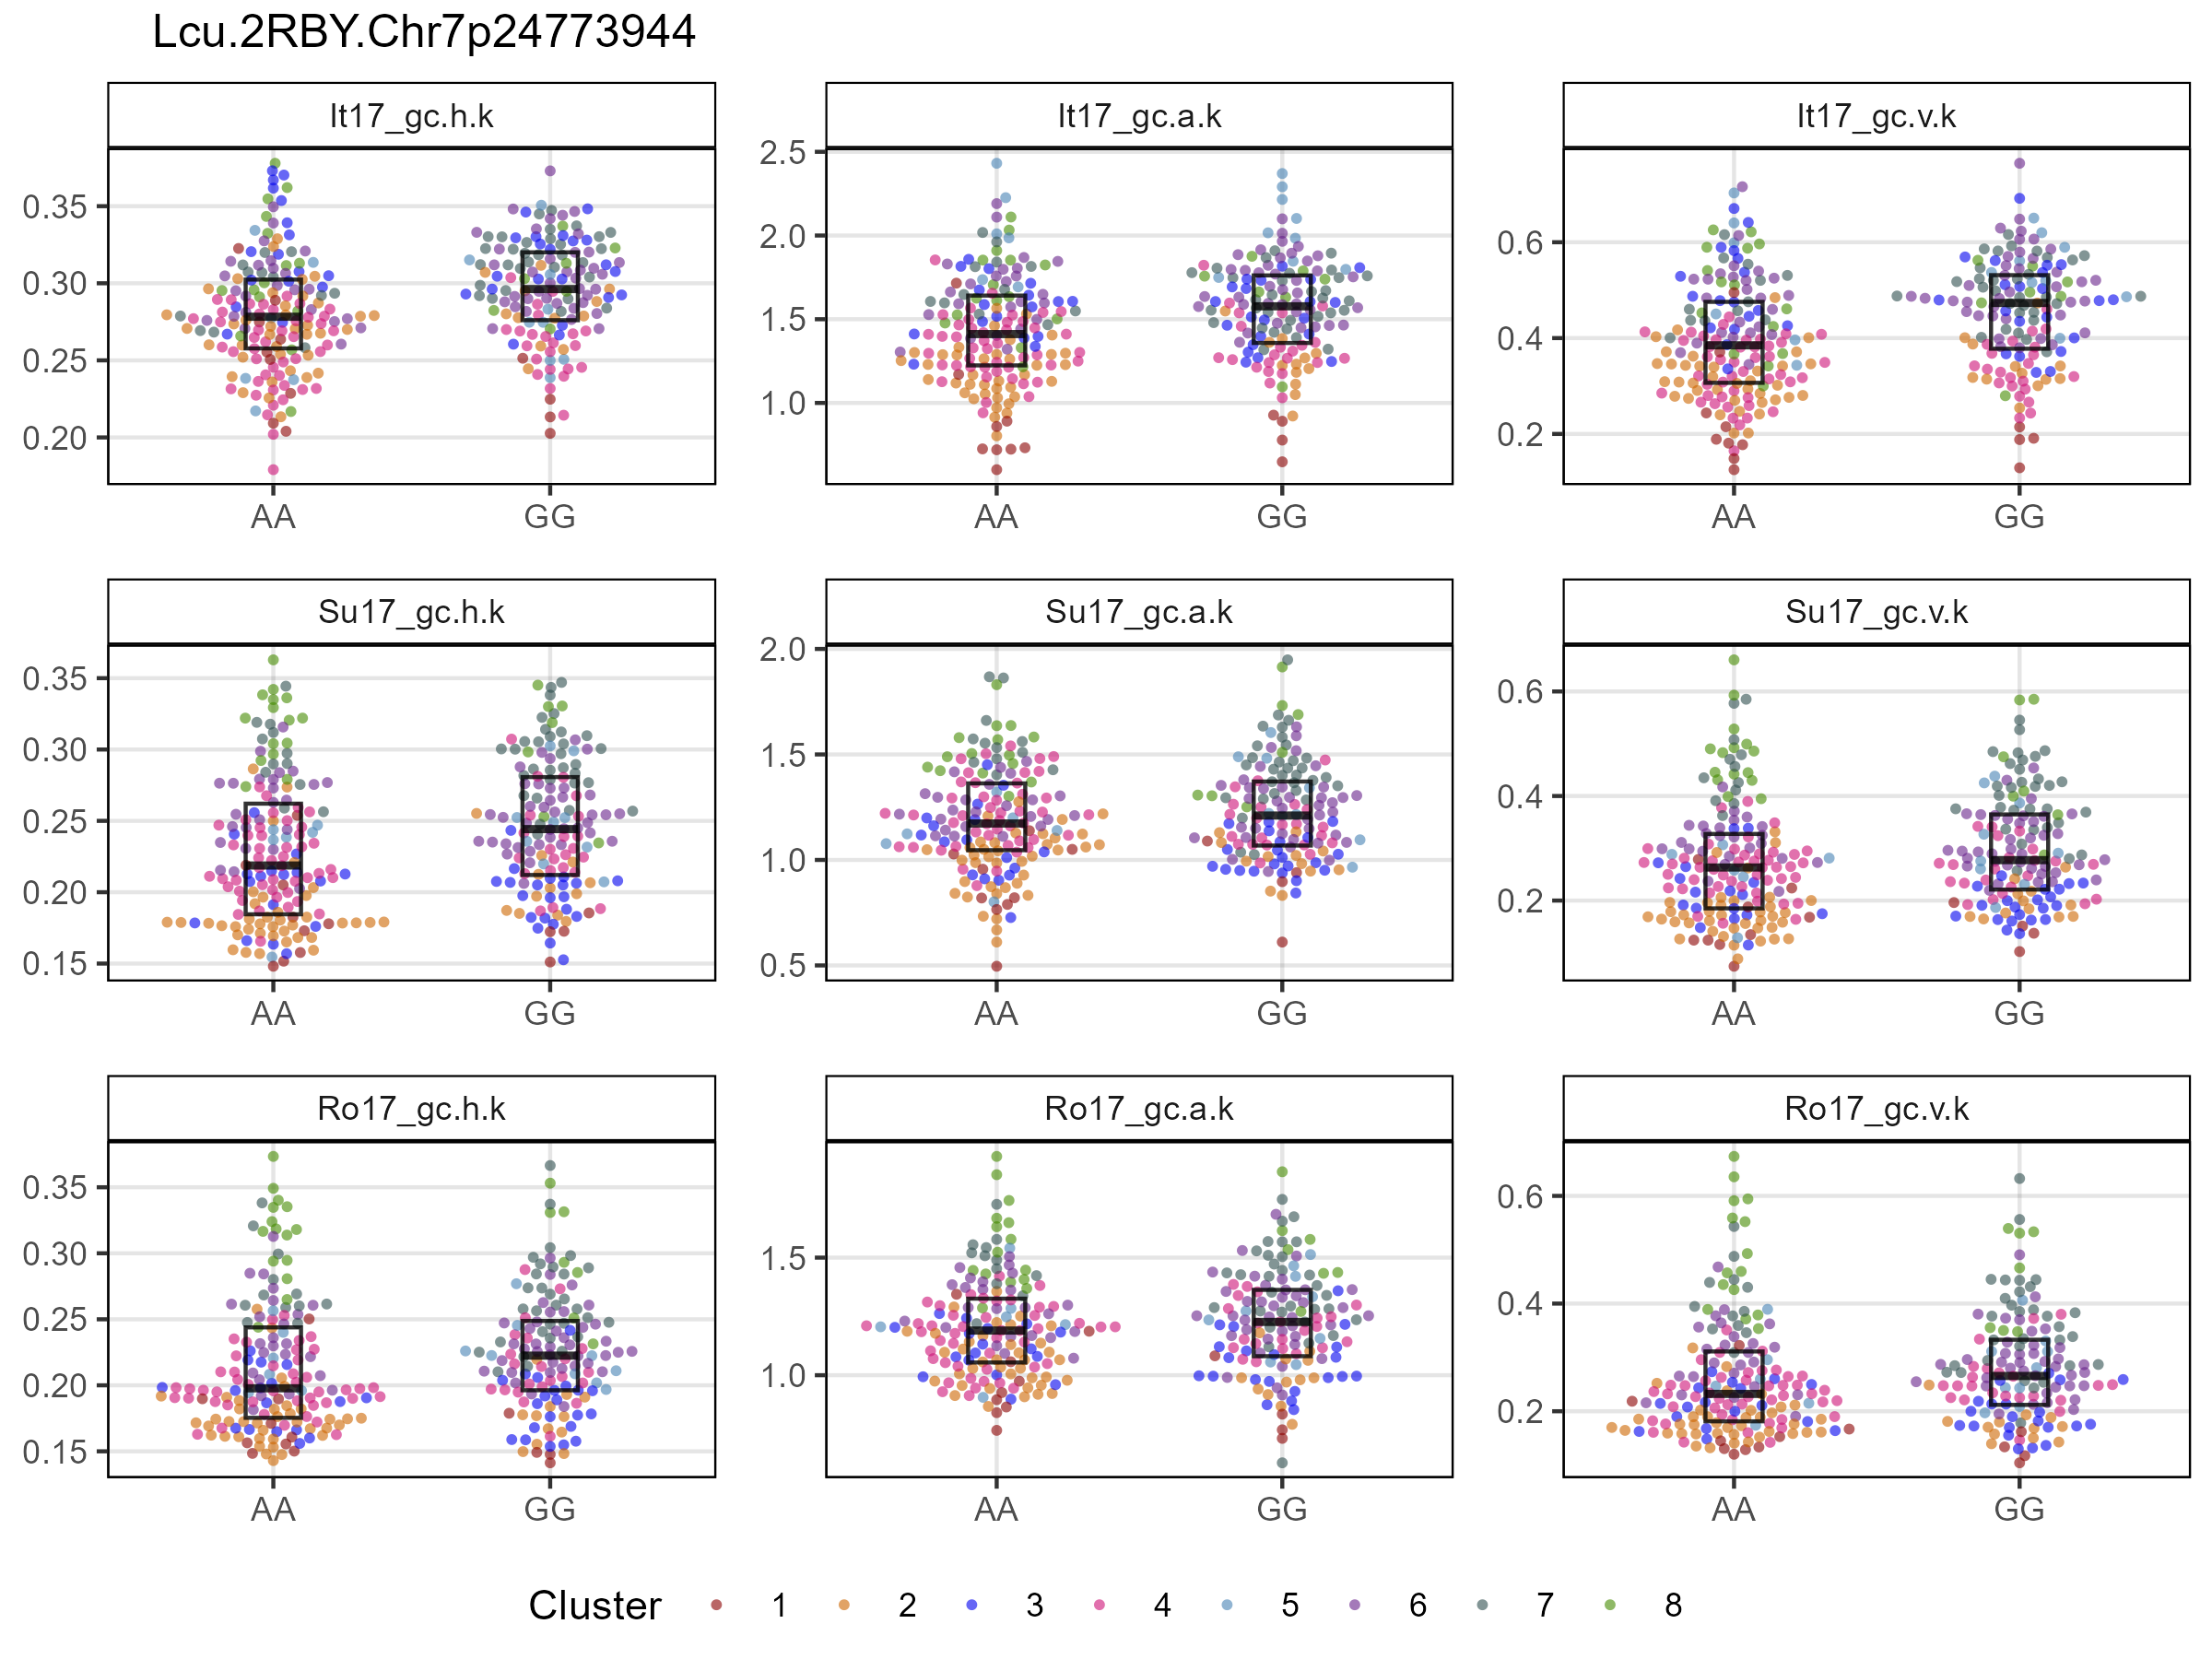 Lcu.2RBY.Chr7p24773944
It17_gc.h.k
It17_gc.a.k
It17_gc.v.k
0.35
0.30
0.25
0.20
AA
GG
2.5
2.0
1.5
1.0
AA
GG
0.6
0.4
0.2
AA
GG
Su17_gc.h.k
Su17_gc.a.k
Su17_gc.v.k
0.35
0.30
0.25
0.20
0.15
AA
GG
2.0
1.5
1.0
0.5
AA
GG
0.6
0.4
0.2
AA
GG
Ro17_gc.h.k
Ro17_gc.a.k
Ro17_gc.v.k
0.35
0.30
0.25
0.20
0.15
AA
GG
1.5
1.0
AA
GG
0.6
0.4
0.2
AA
GG
Cluster 1 2 3 4 5 6 7 8